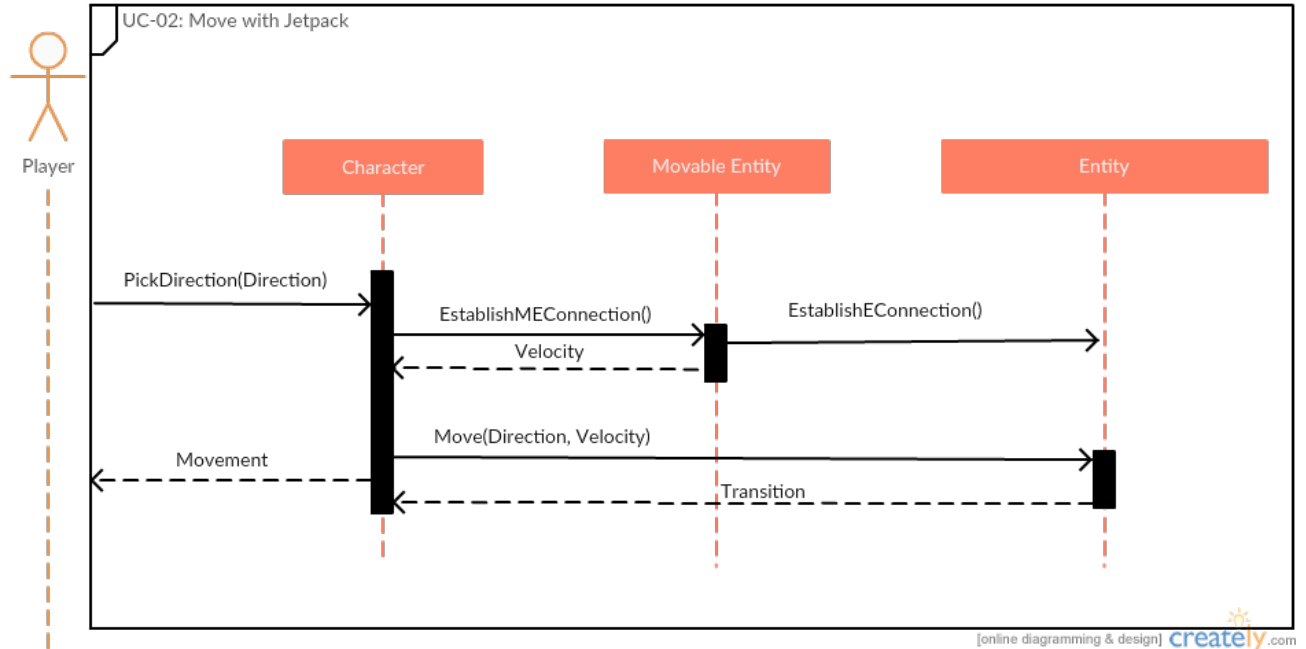 UC-02: Move with Jetpack
Player
Character
Movable Entity
Entity
PickDirection(Direction)
EstablishMEConnection()
EstablishEConnection()
Velocity
Move(Direction, Velocity)
Movement
Transition
[online diagramming & design] creately.com